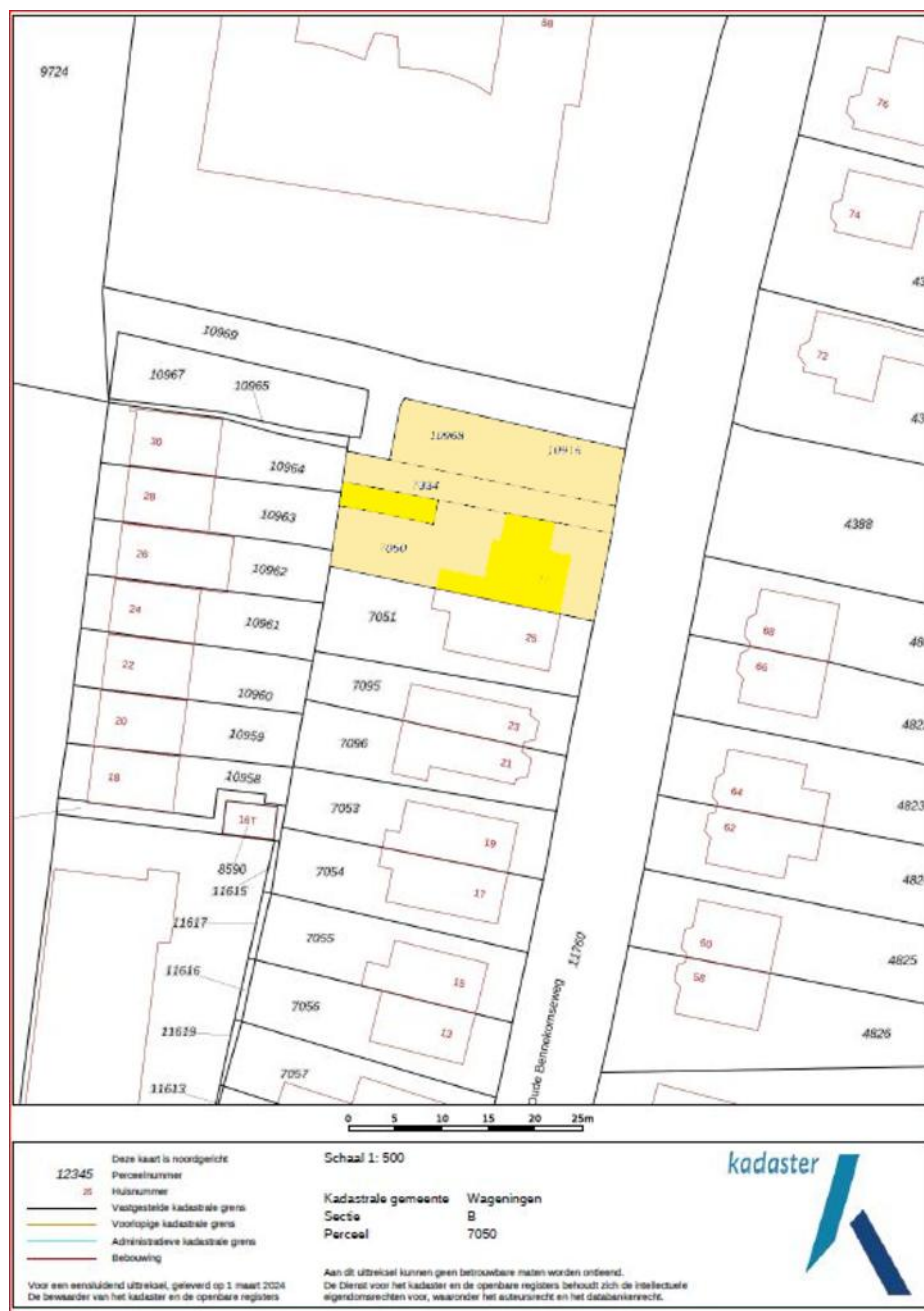 68
9724
76
74
72
10969
10967
10965
10968
10916
30
10964
7334
28
10963
4388
7050
26
10962
24
10961
7051
25
68
66
22
10960
7095
23
20
10959
7096
21
18
10958
64
4823
16T
7053
19
62
8590
7054
17
11615
11617
7055
60
4825
11616
15
58
7056
13
11619
4826
7057
11613
Oude Bennekomseweg
11760
0 5 10 15 20 25m
Deze kaart is noordgericht
12345 Perceelnummer
25 Huisnummer
Vastgestelde kadastrale grens
Voorlopige kadastrale grens
Administratieve kadastrale grens
Bebouwing
Voor een eensluidend uittreksel, geleverd op 1 maart 2024
De bewaarder van het kadaster en de openbare registers
Schaal 1: 500
Kadastrale gemeente Wageningen
Sectie B
Perceel 7050
Aan dit uittreksel kunnen geen betrouwbare maten worden ontleend.
De Dienst voor het kadaster en de openbare registers behoudt zich de intellectuele
eigendomsrechten voor, waaronder het auteursrecht en het databankenrecht.
kadaster